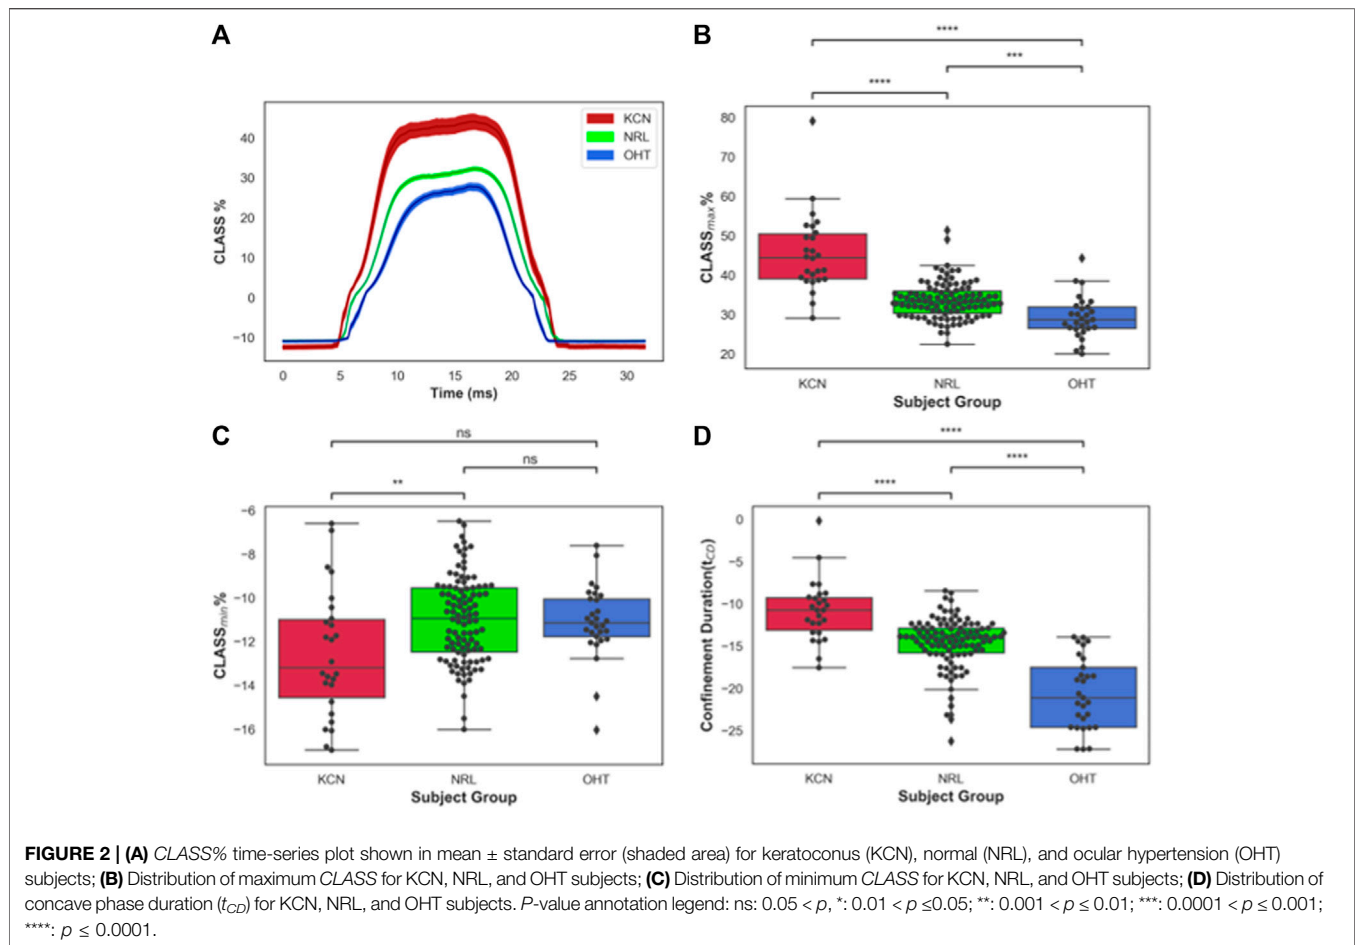 A
CLASS %
40
30
20
10
0
−10
KCN
NRL
OHT
0
5
10
15
20
25
30
Time (ms)
B
****
***
****
CLASSmax%
80
70
60
50
40
30
20
KCN
NRL
OHT
Subject Group
C
ns
ns
**
CLASSmin%
−6
−8
−10
−12
−14
−16
KCN
NRL
OHT
Subject Group
D
****
****
****
Confinement Duration(tCD)
0
−5
−10
−15
−20
−25
KCN
NRL
OHT
Subject Group
FIGURE 2 | (A) CLASS% time-series plot shown in mean ± standard error (shaded area) for keratoconus (KCN), normal (NRL), and ocular hypertension (OHT)
subjects; (B) Distribution of maximum CLASS for KCN, NRL, and OHT subjects; (C) Distribution of minimum CLASS for KCN, NRL, and OHT subjects; (D) Distribution of
concave phase duration (tCD) for KCN, NRL, and OHT subjects. P-value annotation legend: ns: 0.05 < p, *: 0.01 < p ≤0.05; **: 0.001 < p ≤ 0.01; ***: 0.0001 < p ≤ 0.001;
****: p ≤ 0.0001.